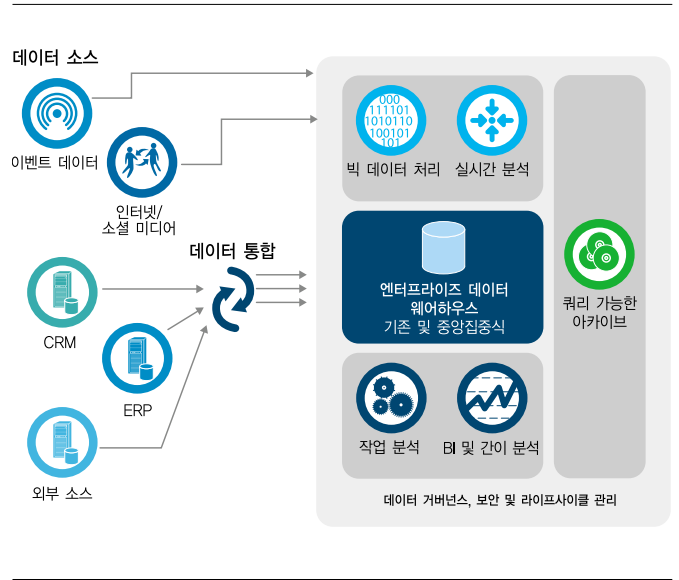 데이터 소스
이벤트 데이터
인터넷/
소셜 미디어
데이터 통합
CRM
ERP
외부 소스
000
111101
1010110
100101
101
빅 데이터 처리
실시간 분석
엔터프라이즈 데이터
웨어하우스
기존 및 중앙집중식
쿼리 가능한
아카이브
작업 분석
BI 및 간이 분석
데이터 거버넌스, 보안 및 라이프사이클 관리